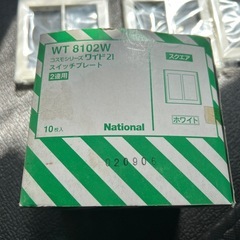 WT 8102W
コスモシリーズワイド21
スイッチプレート
2連用
スクエア
ホワイト
10枚入
National
020906